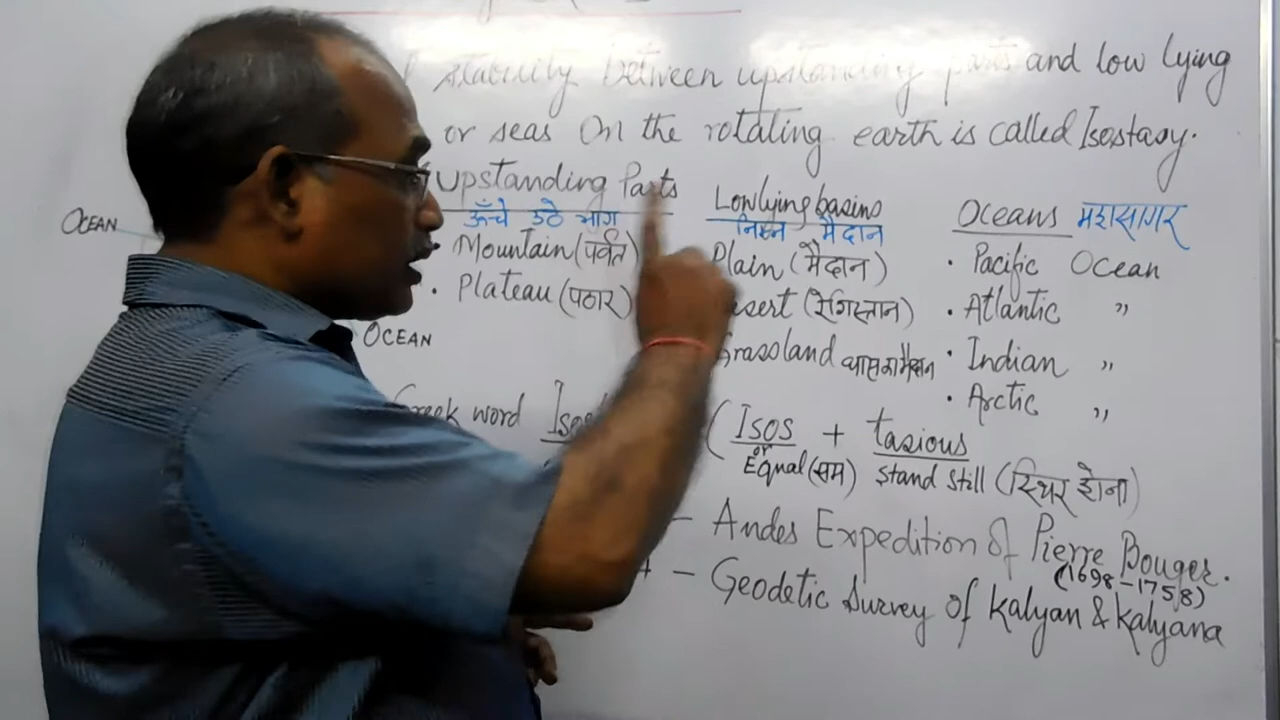 stability between upstanding parts and low lying
or seas On the rotating earth is called Isostasy.
Upstanding Parts
ऊँचे उठे भाग
• Mountain (पर्वत)
• Plateau (पठार)
Lowlying basins
निम्न मैदान
Plain (मैदान)
Desert (रेगिस्तान)
Grassland घास का मैदान
Oceans महासागर
• Pacific Ocean
• Atlantic "
• Indian "
• Arctic "
OCEAN
OCEAN
Greek word
(Isos + tasious
or
Equal (सम) Stand Still (स्थिर होना)
- Andes Expedition of Pierre Bouger.
(1698-1758)
- Geodetic Survey of Kalyan & Kalyana